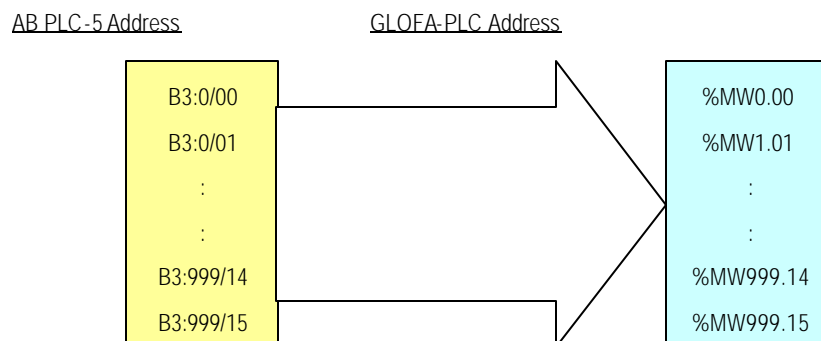 AB PLC-5 Address
GLOFA-PLC Address
B3:0/00
B3:0/01
:
:
B3:999/14
B3:999/15
%MW0.00
%MW1.01
:
:
%MW999.14
%MW999.15